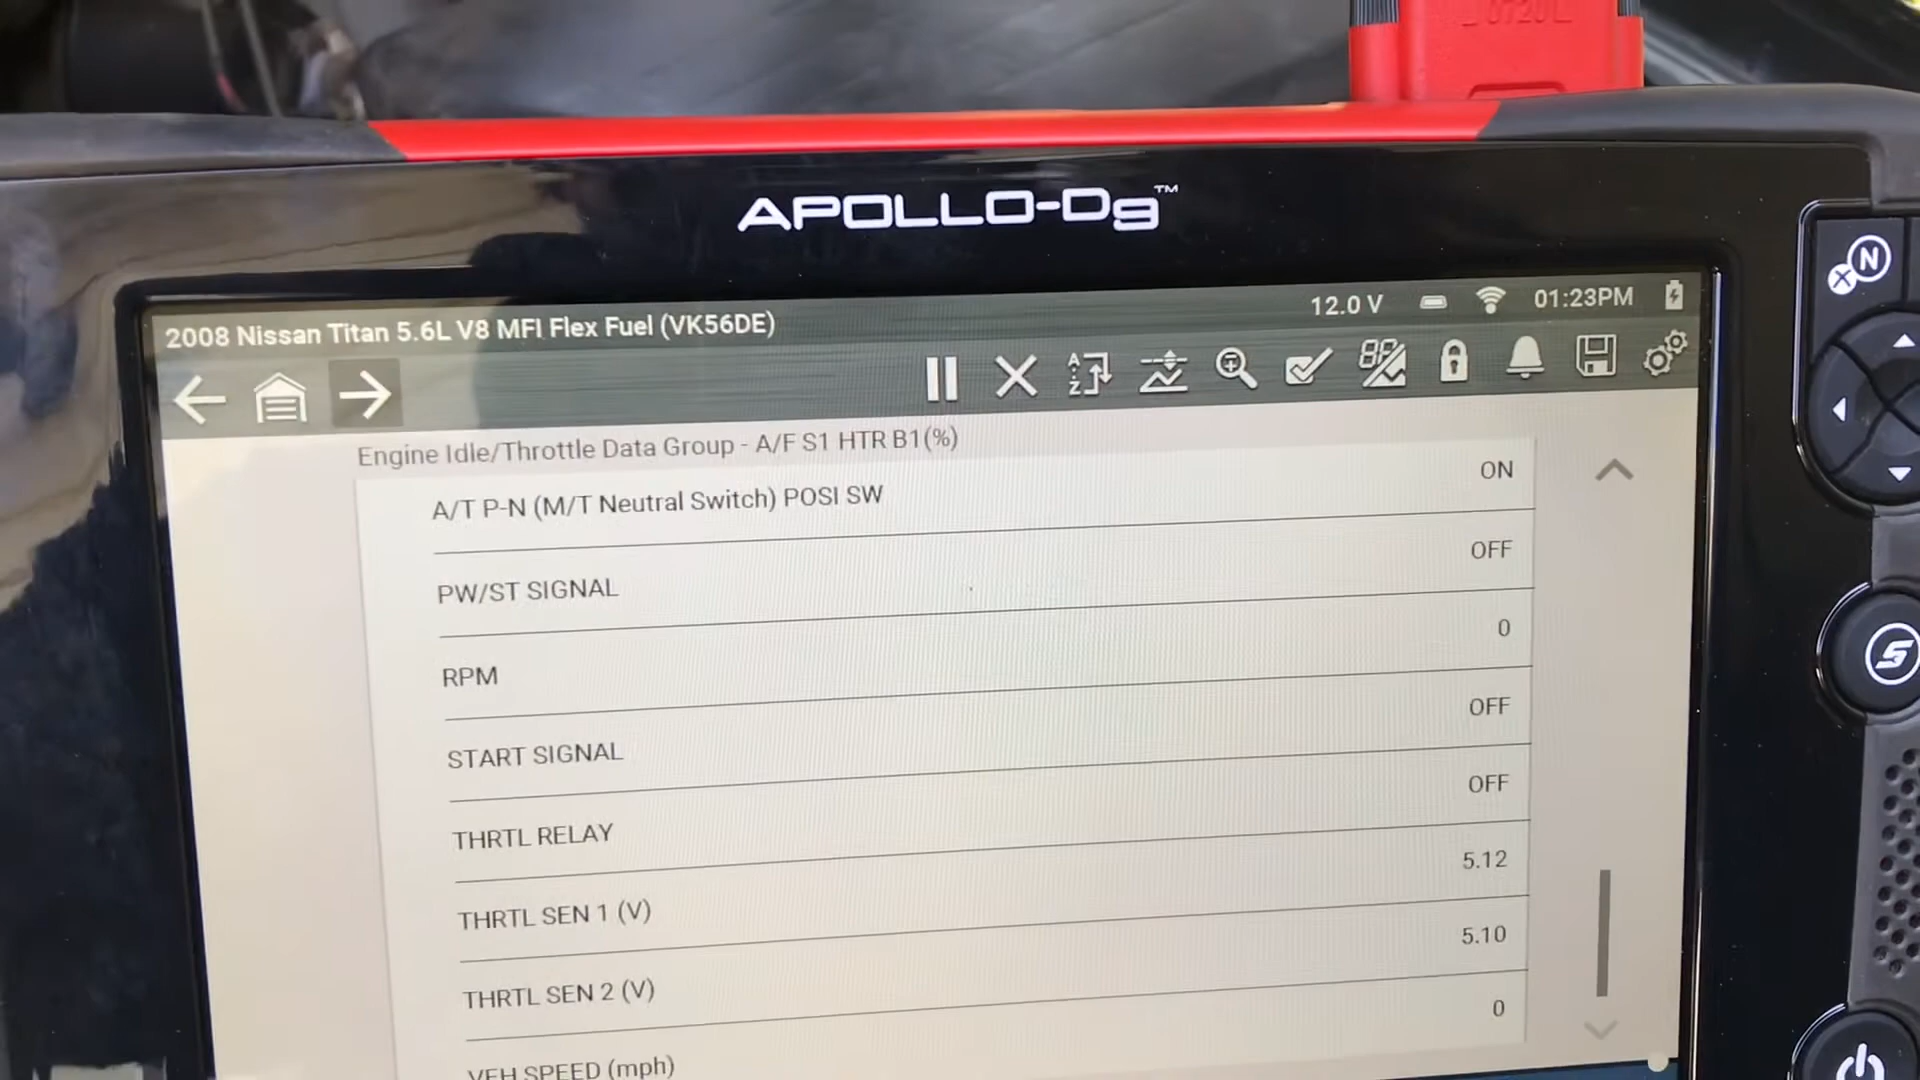 APOLLO-D9™
N
X
12.0 V
01:23PM
2008 Nissan Titan 5.6L V8 MFI Flex Fuel (VK56DE)
Engine Idle/Throttle Data Group - A/F S1 HTR B1(%)
A/T P-N (M/T Neutral Switch) POSI SW ON
PW/ST SIGNAL OFF
RPM 0
START SIGNAL OFF
THRTL RELAY OFF
THRTL SEN 1 (V) 5.12
THRTL SEN 2 (V) 5.10
VEH SPEED (mph) 0
S